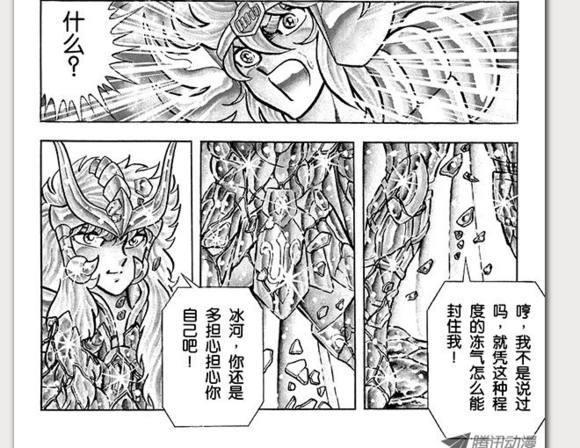 什么？
哼，我不是说过
吗，就凭这种程
度的冻气怎么能
封住我！
冰河，你还是
多担心担心你
自己吧！
腾讯动漫